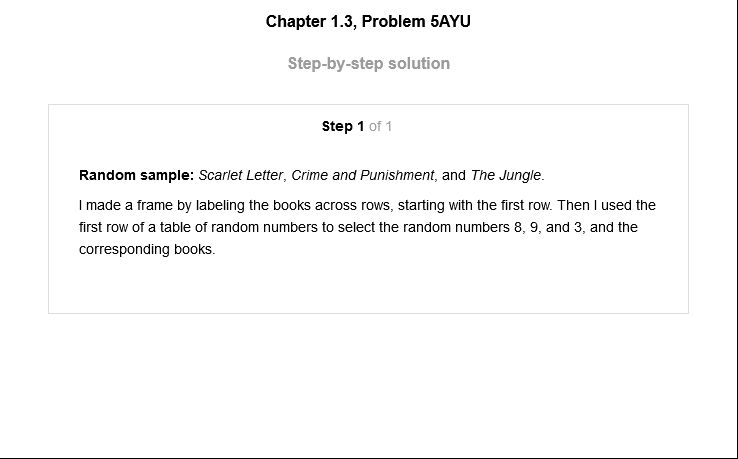 Chapter 1.3, Problem 5AYU
Step-by-step solution
Step 1 of 1
Random sample: Scarlet Letter, Crime and Punishment, and The Jungle.
I made a frame by labeling the books across rows, starting with the first row. Then I used the
first row of a table of random numbers to select the random numbers 8, 9, and 3, and the
corresponding books.